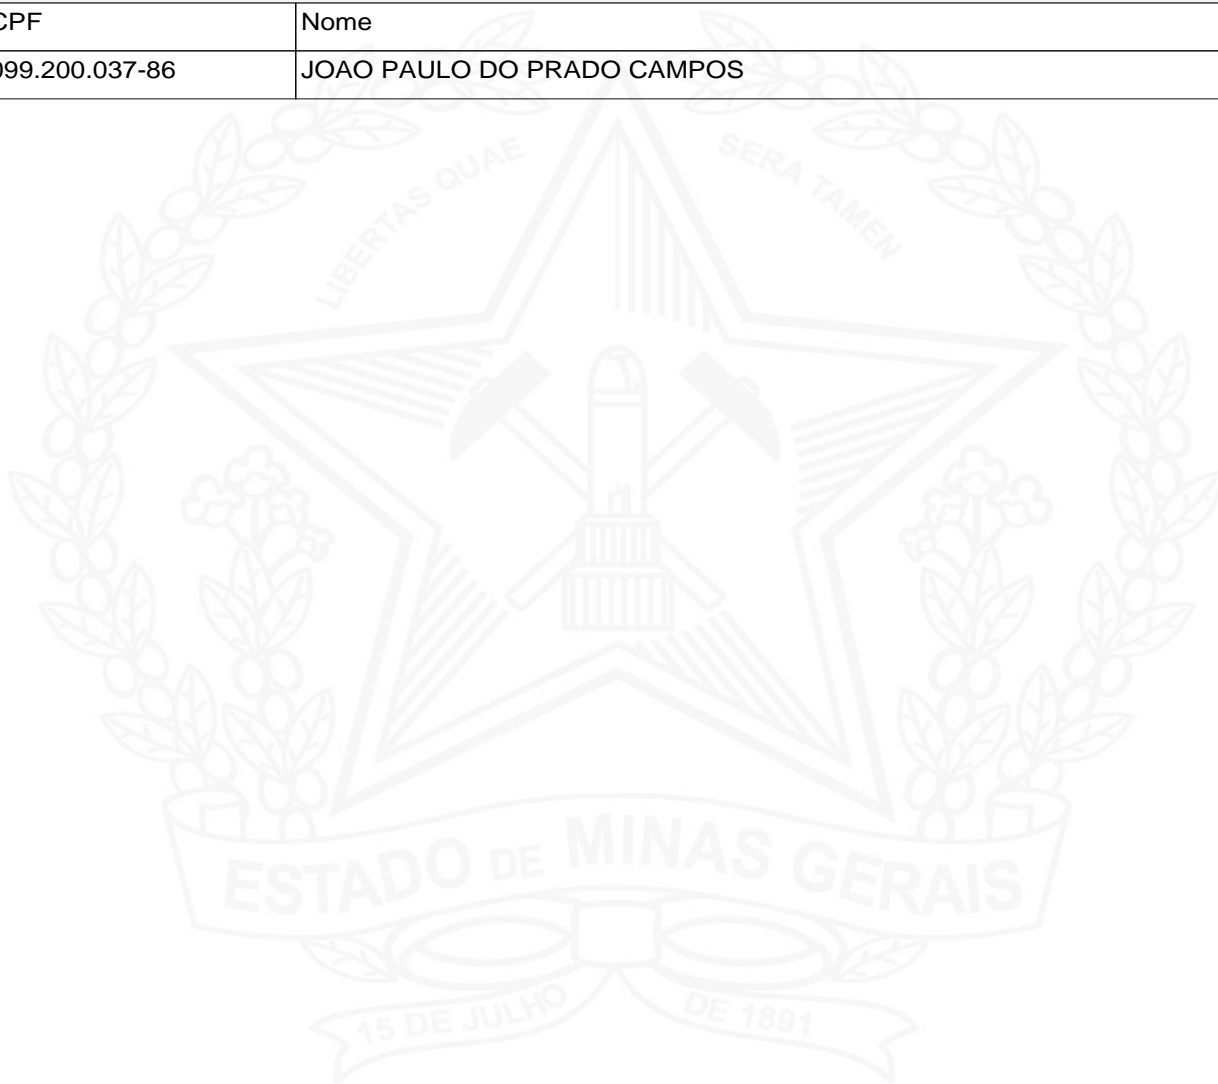 CPF Nome
099.200.037-86 JOAO PAULO DO PRADO CAMPOS
LIBERTAS QUAE SERA TAMEN
ESTADO DE MINAS GERAIS
15 DE JULHO DE 1891